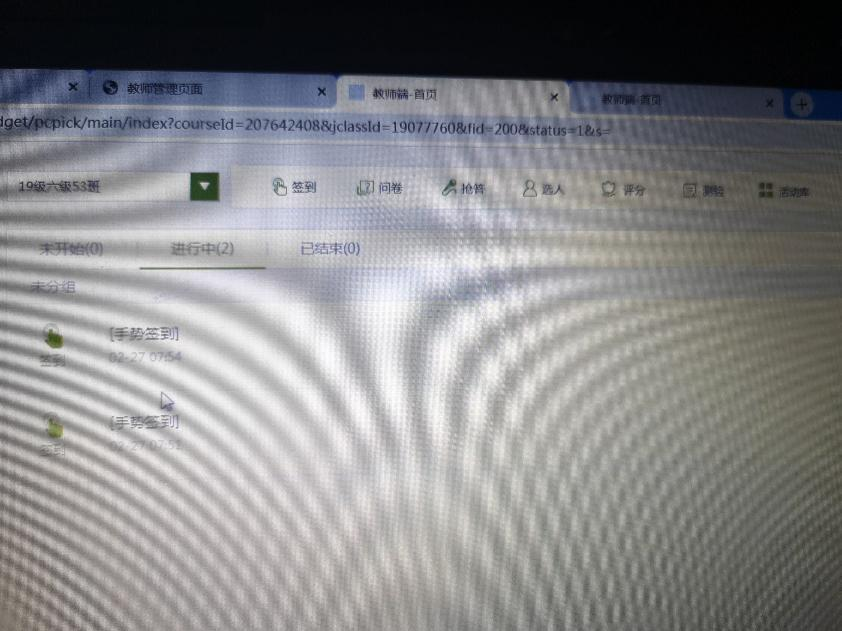 教师管理页面 教师端-首页 教师端-首页
dget/pcpick/main/index?courseId=207642408&jclassId=19077760&fid=200&status=1&s=
19级六级53班 签到 问卷 抢答 选人 评分 测验 活动库
未开始(0) 进行中(2) 已结束(0)
未分组
[手势签到]
签到 02-27 07:54
[手势签到]
签到 02-27 07:51